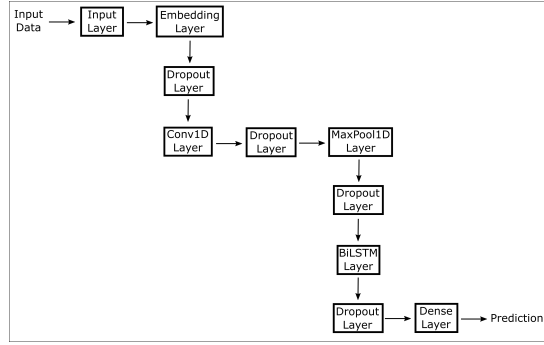 Input
Data
Input
Layer
Embedding
Layer
Dropout
Layer
Conv1D
Layer
Dropout
Layer
MaxPool1D
Layer
Dropout
Layer
BiLSTM
Layer
Dropout
Layer
Dense
Layer
Prediction